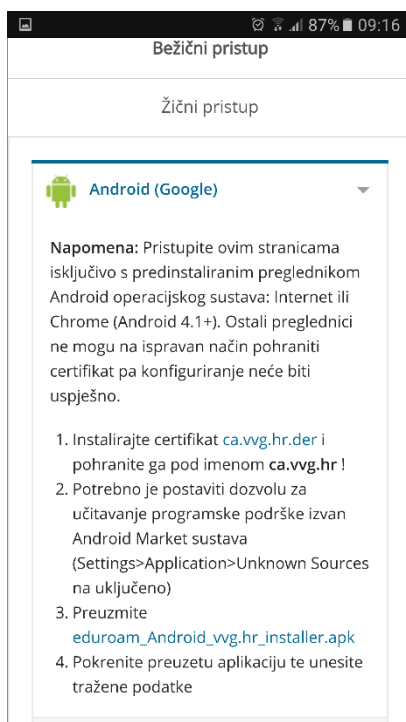 87% 09:16
Bežični pristup
Žični pristup
Android (Google)
Napomena: Pristupite ovim stranicama
isključivo s predinstaliranim preglednikom
Android operacijskog sustava: Internet ili
Chrome (Android 4.1+). Ostali preglednici
ne mogu na ispravan način pohraniti
certifikat pa konfiguriranje neće biti
uspješno.
1. Instalirajte certifikat ca.vvg.hr.der i
pohranite ga pod imenom ca.vvg.hr !
2. Potrebno je postaviti dozvolu za
učitavanje programske podrške izvan
Android Market sustava
(Settings>Application>Unknown Sources
na uključeno)
3. Preuzmite
eduroam_Android_vvg.hr_installer.apk
4. Pokrenite preuzetu aplikaciju te unesite
tražene podatke